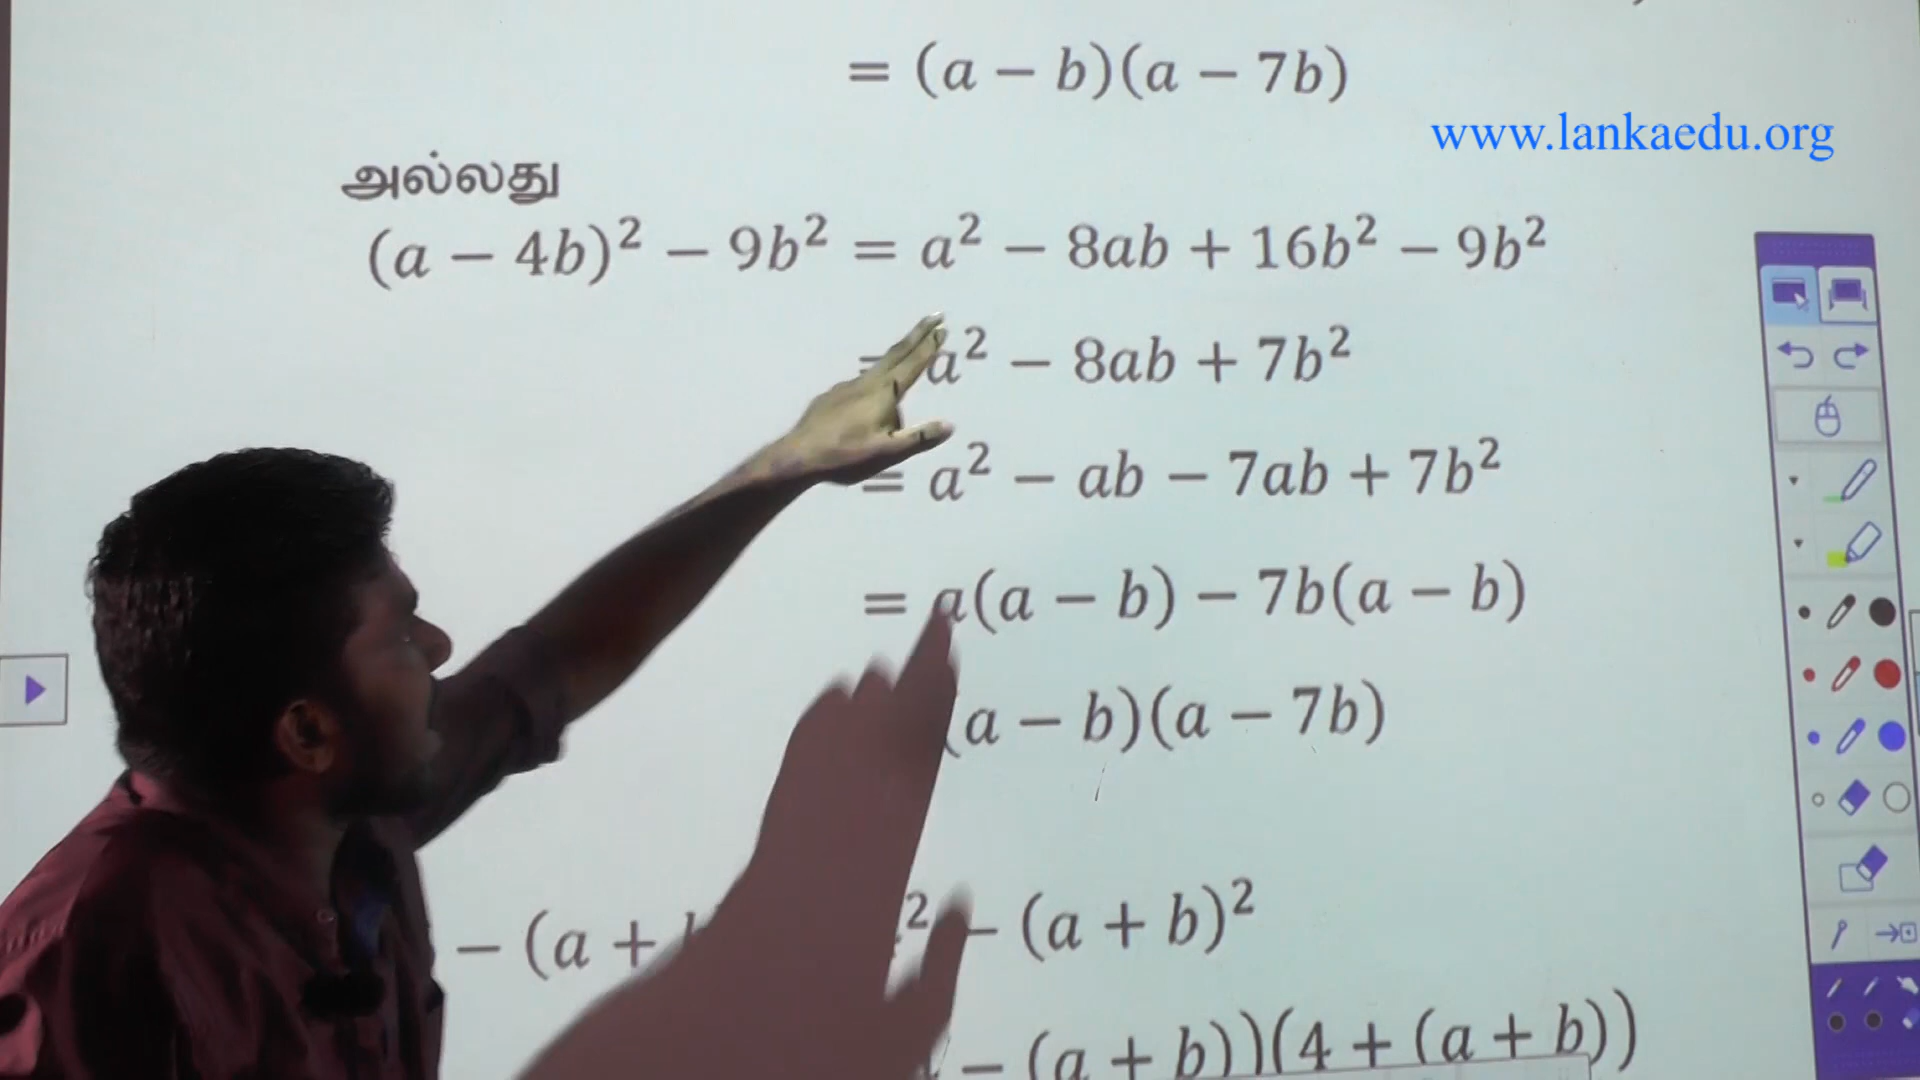 = (a − b)(a − 7b)
www.lankaedu.org
அல்லது
(a − 4b)² − 9b² = a² − 8ab + 16b² − 9b²
= a² − 8ab + 7b²
= a² − ab − 7ab + 7b²
= a(a − b) − 7b(a − b)
(a − b)(a − 7b)
− (a + ² − (a + b)²
− (a + b))(4 + (a + b))